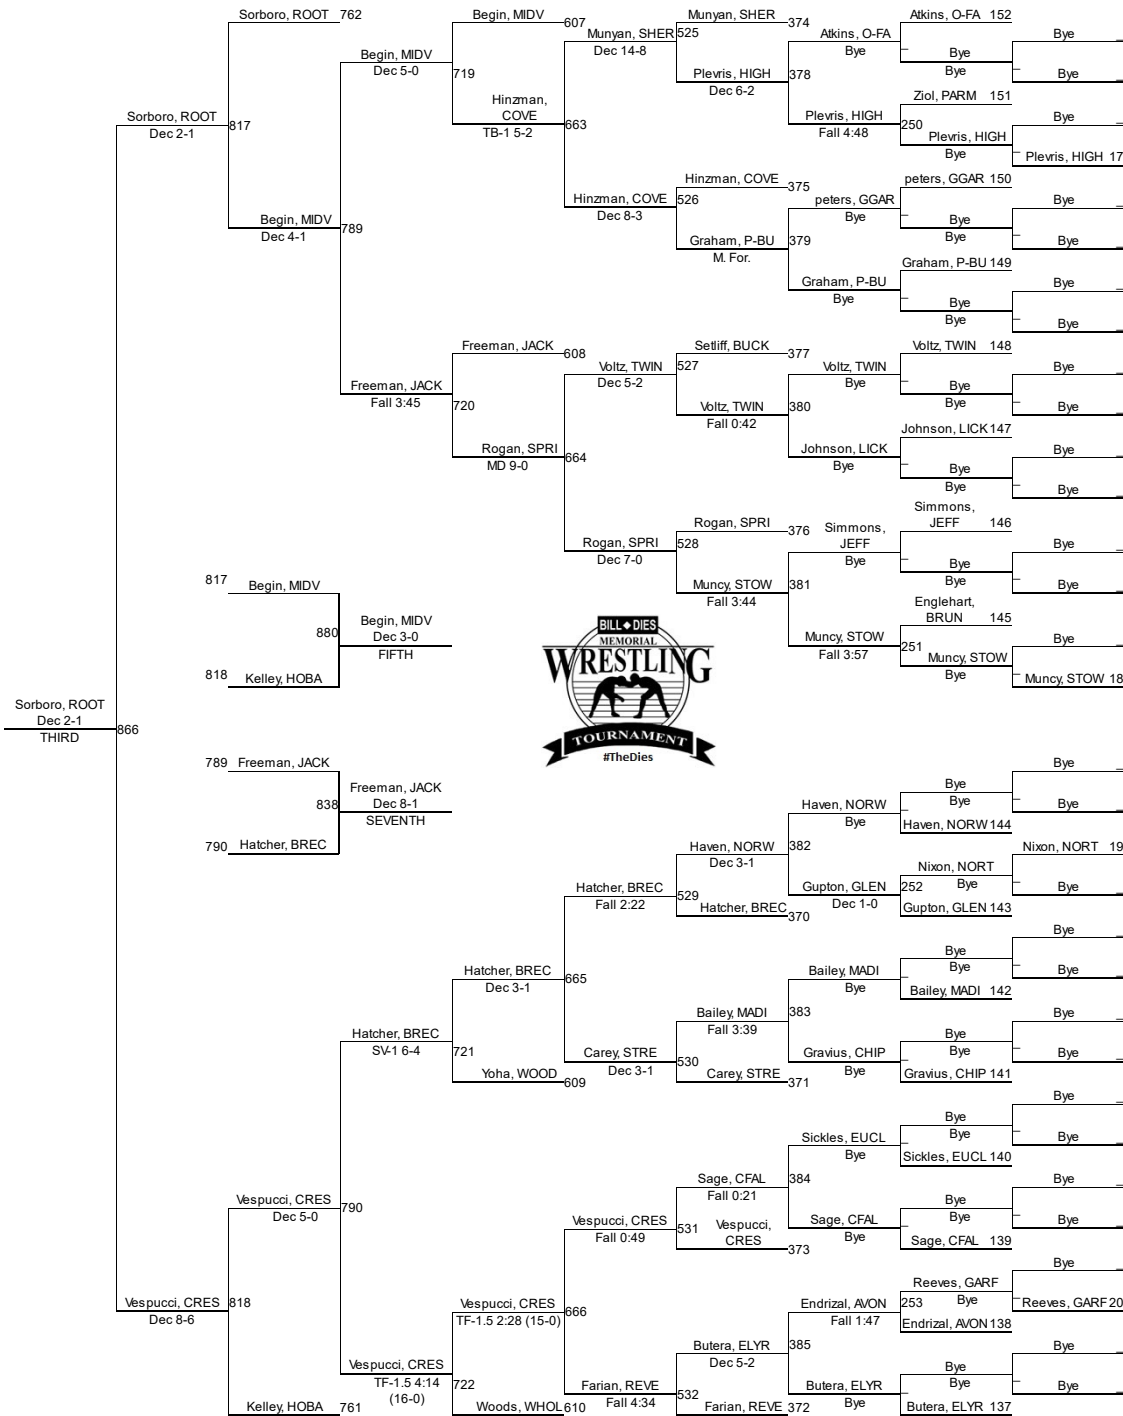 Sorboro, ROOT 762
Begin, MIDV
607
Munyan, SHER
374
Atkins, O-FA 152
Bye
Begin, MIDV
Dec 5-0
719
Munyan, SHER
Dec 14-8
525
Atkins, O-FA
Bye
Bye
Bye
Bye
Plevris, HIGH
Dec 6-2
378
Hinzman,
COVE
TB-1 5-2
663
Ziol, PARM 151
Sorboro, ROOT
Dec 2-1
817
Plevris, HIGH
Fall 4:48
250
Bye
Plevris, HIGH
Bye
Plevris, HIGH 17
Hinzman, COVE
375
peters, GGAR 150
Hinzman, COVE
Dec 8-3
526
peters, GGAR
Bye
Bye
Begin, MIDV
Dec 4-1
789
Bye
Bye
Graham, P-BU
M. For.
379
Bye
Graham, P-BU 149
Graham, P-BU
Bye
Bye
Bye
Bye
Bye
Freeman, JACK
608
Setliff, BUCK
377
Voltz, TWIN 148
Voltz, TWIN
Dec 5-2
527
Voltz, TWIN
Bye
Bye
Freeman, JACK
Fall 3:45
720
Bye
Bye
Voltz, TWIN
Fall 0:42
380
Bye
Johnson, LICK 147
Rogan, SPRI
MD 9-0
664
Johnson, LICK
Bye
Bye
Bye
Bye
Bye
Rogan, SPRI
376
Simmons,
JEFF 146
Simmons,
JEFF
Bye
Rogan, SPRI
Dec 7-0
528
Bye
Bye
Bye
817
Begin, MIDV
Muncy, STOW
Fall 3:44
381
Bye
Englehart,
BRUN 145
Begin, MIDV
880
Dec 3-0
FIFTH
Muncy, STOW
Fall 3:57
251
Bye
Muncy, STOW
Bye
818
Kelley, HOBA
Muncy, STOW 18
BILL DIES
MEMORIAL
WRESTLING
TOURNAMENT
#TheDies
Sorboro, ROOT
Dec 2-1
THIRD
866
789
Freeman, JACK
Bye
Freeman, JACK
838
Dec 8-1
SEVENTH
Bye
Bye
Bye
Haven, NORW
Bye
Haven, NORW 144
790
Hatcher, BREC
Haven, NORW
Dec 3-1
382
Nixon, NORT 19
Nixon, NORT
Bye
Hatcher, BREC
Fall 2:22
529
Gupton, GLEN
Dec 1-0
252
Bye
Hatcher, BREC
370
Gupton, GLEN 143
Bye
Bye
Bye
Hatcher, BREC
Dec 3-1
665
Bailey, MADI
Bye
Bye
Bailey, MADI 142
Bailey, MADI
Fall 3:39
383
Bye
Hatcher, BREC
SV-1 6-4
721
Bye
Bye
Carey, STRE
Dec 3-1
530
Gravius, CHIP
Bye
Bye
Yoha, WOOD
609
Carey, STRE
371
Gravius, CHIP 141
Bye
Bye
Bye
Sickles, EUCL
Bye
Bye
Sickles, EUCL 140
Sage, CFAL
Fall 0:21
384
Bye
Vespucci, CRES
Dec 5-0
790
Bye
Bye
Vespucci, CRES
Fall 0:49
531
Vespucci,
CRES
373
Sage, CFAL
Bye
Bye
Sage, CFAL 139
Bye
Reeves, GARF
Bye
Vespucci, CRES
Dec 8-6
818
Vespucci, CRES
TF-1.5 2:28 (15-0)
666
Endrizal, AVON
Fall 1:47
253
Reeves, GARF 20
Endrizal, AVON 138
Butera, ELYR
Dec 5-2
385
Bye
Vespucci, CRES
TF-1.5 4:14
(16-0)
722
Bye
Bye
Farian, REVE
Fall 4:34
532
Butera, ELYR
Bye
Bye
Kelley, HOBA 761
Woods, WHOL 610
Farian, REVE 372
Butera, ELYR 137